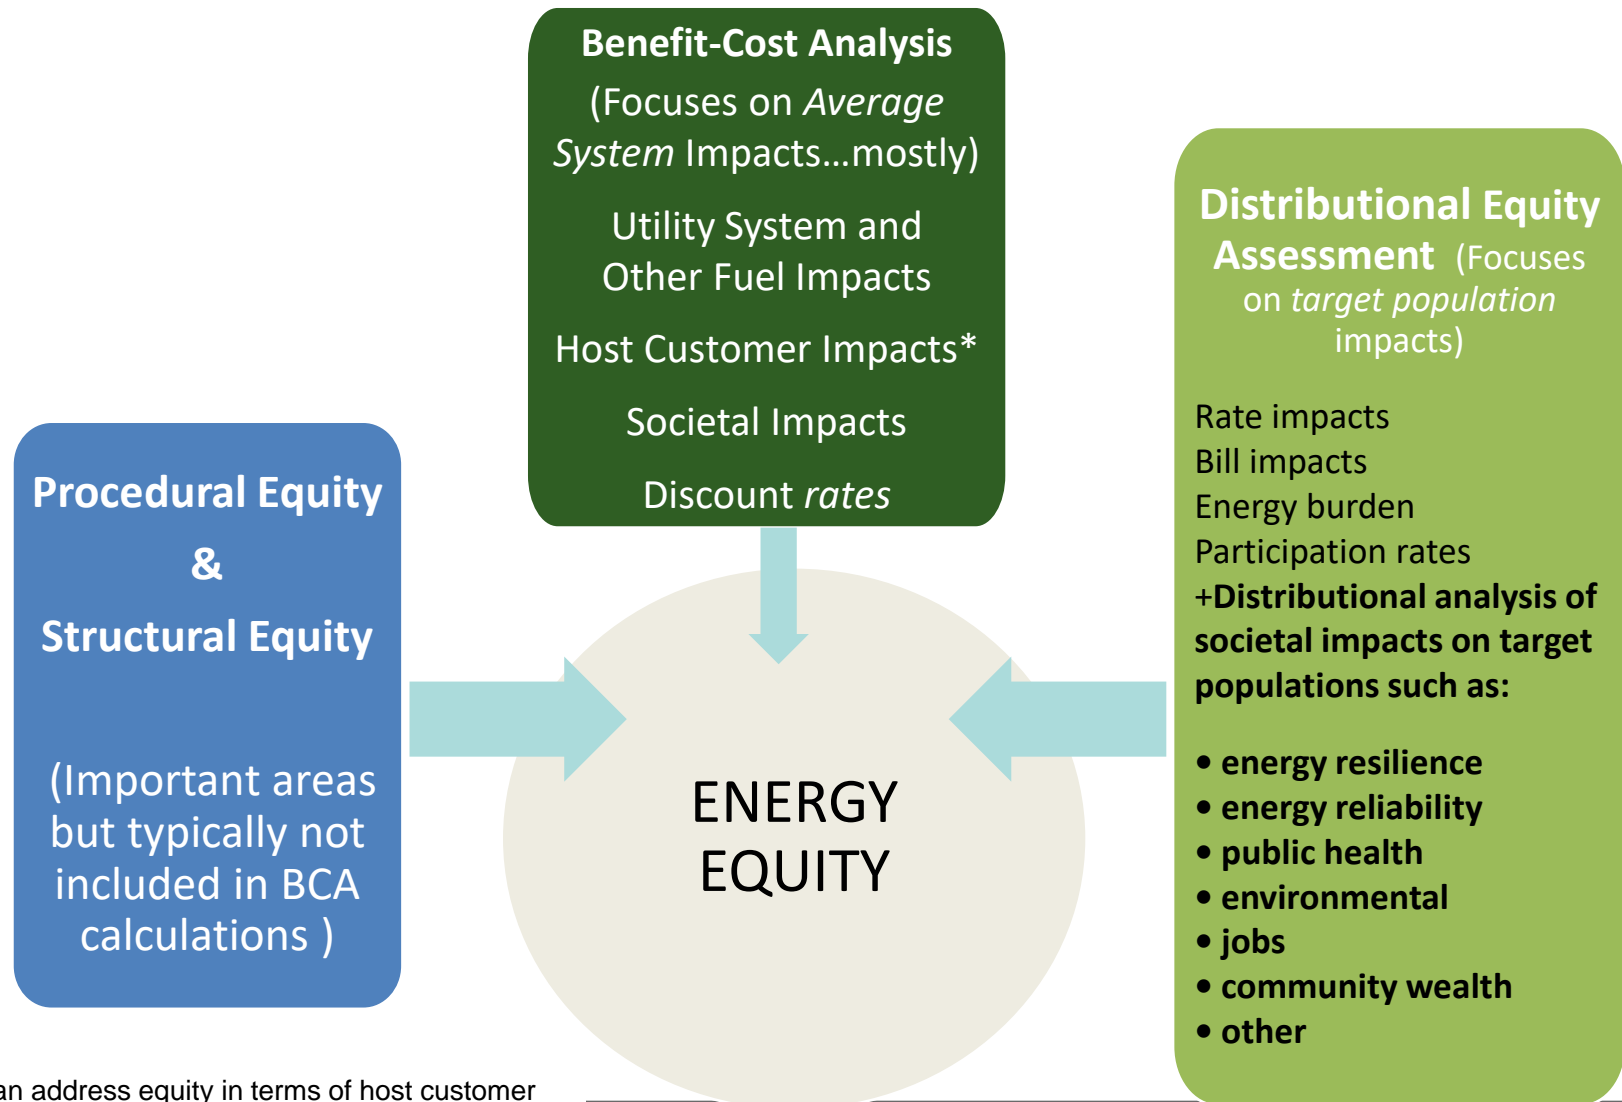 Benefit-Cost Analysis
(Focuses on Average
System Impacts...mostly)
Utility System and
Other Fuel Impacts
Host Customer Impacts*
Societal Impacts
Discount rates
Distributional Equity
Assessment (Focuses
on target population
impacts)
Rate impacts
Bill impacts
Energy burden
Participation rates
+Distributional analysis of
societal impacts on target
populations such as:
• energy resilience
• energy reliability
• public health
• environmental
• jobs
• community wealth
• other
Procedural Equity
&
Structural Equity
(Important areas
but typically not
included in BCA
calculations )
ENERGY
EQUITY
address equity in terms of host customer